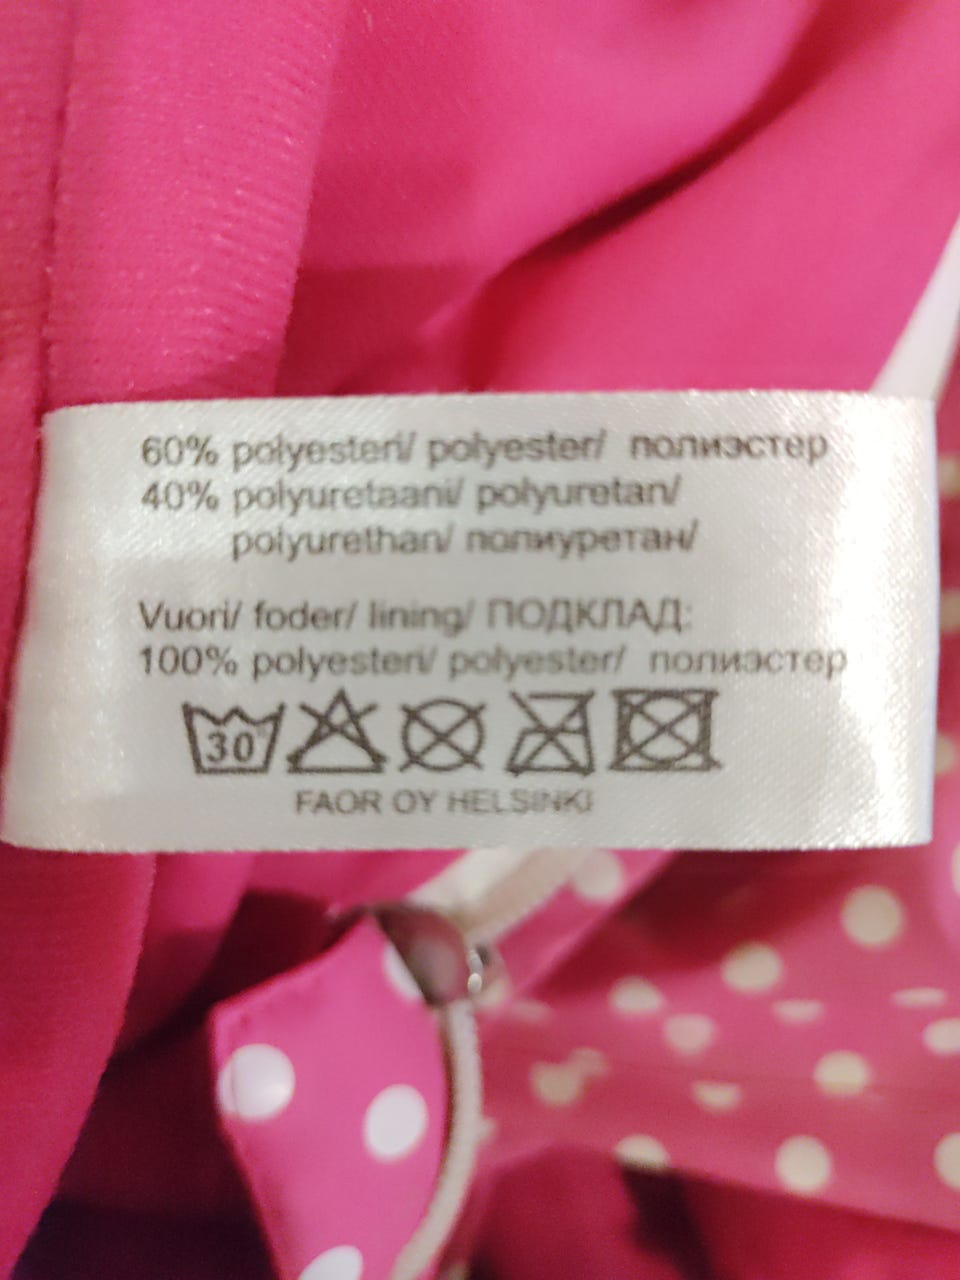 60% polyesteri/ polyester/ полиэстер
40% polyuretaani/ polyuretan/
polyurethan/ полиуретан/
Vuori/ foder/ lining/ ПОДКЛАД:
100% polyesteri/ polyester/ полиэстер
30°
FAOR OY HELSINKI